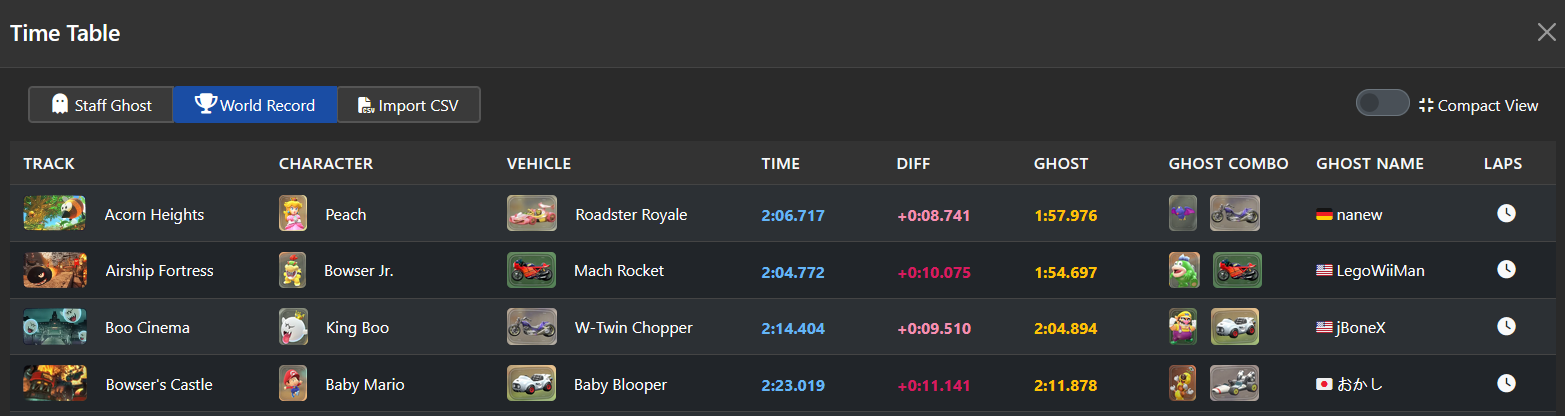 Time Table
Staff Ghost World Record Import CSV Compact View
TRACK CHARACTER VEHICLE TIME DIFF GHOST GHOST COMBO GHOST NAME LAPS
Acorn Heights Peach Roadster Royale 2:06.717 +0:08.741 1:57.976 nanew
Airship Fortress Bowser Jr. Mach Rocket 2:04.772 +0:10.075 1:54.697 LegoWiiMan
Boo Cinema King Boo W-Twin Chopper 2:14.404 +0:09.510 2:04.894 jBoneX
Bowser's Castle Baby Mario Baby Blooper 2:23.019 +0:11.141 2:11.878 おかし